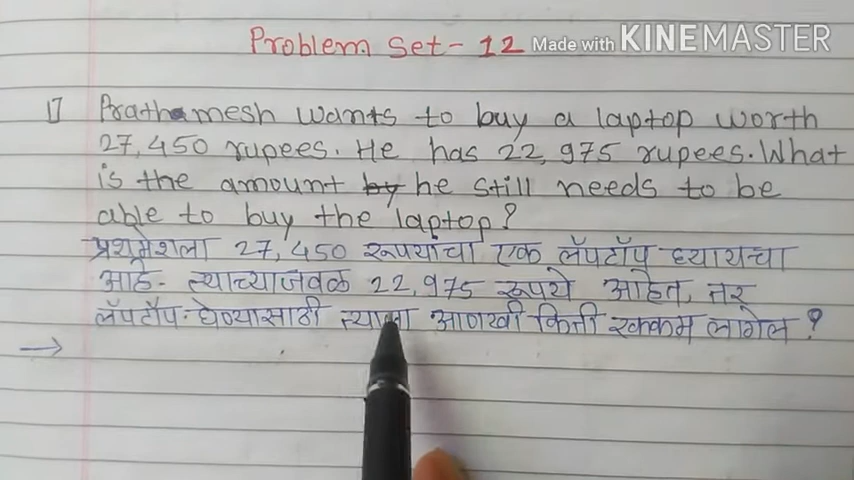 Problem Set - 12
Made with KINEMASTER
1] Prathamesh wants to buy a laptop worth
27,450 rupees. He has 22,975 rupees. What
is the amount by he still needs to be
able to buy the laptop?
प्रथमेशला 27,450 रूपयांचा एक लॅपटॉप घ्यायचा
आहे. त्याच्याजवळ 22,975 रूपये आहेत, तर
लॅपटॉप घेण्यासाठी त्याला आणखी किती रक्कम लागेल ?
→